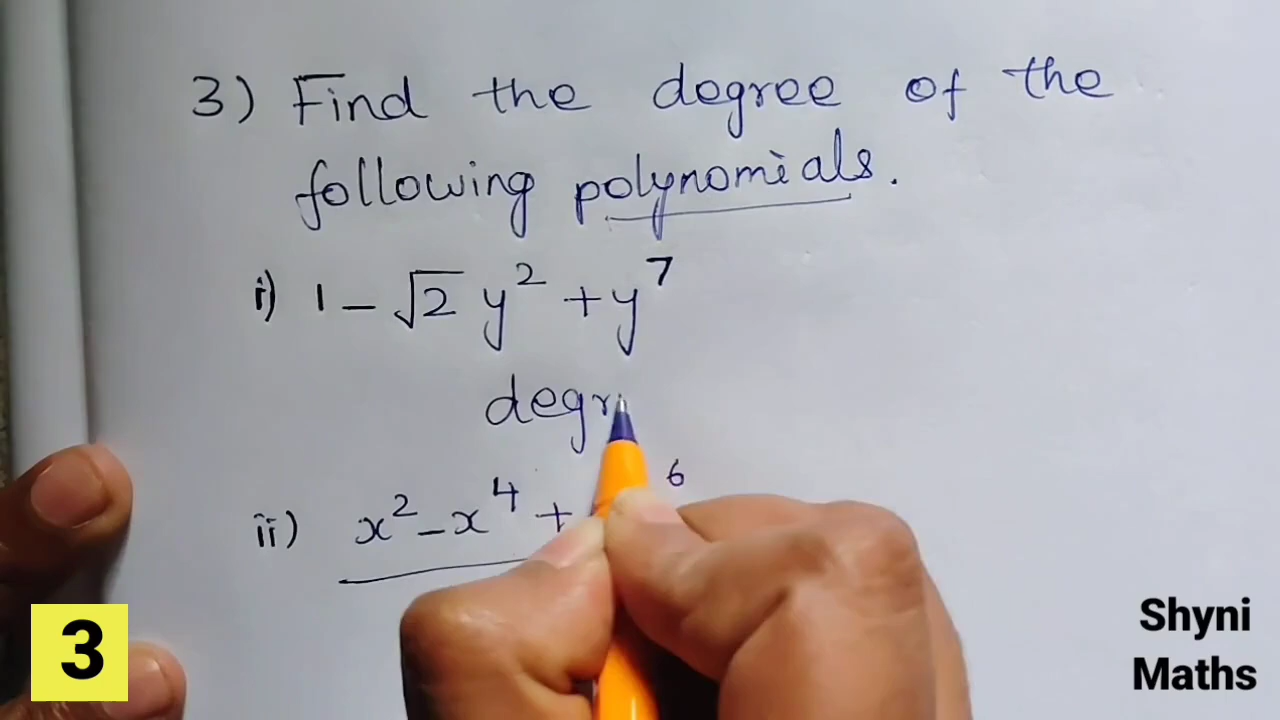 3) Find the degree of the
following polynomials.
i) 1 - √2 y² + y⁷
degr
ii) x² - x⁴ + 6
3
Shyni
Maths